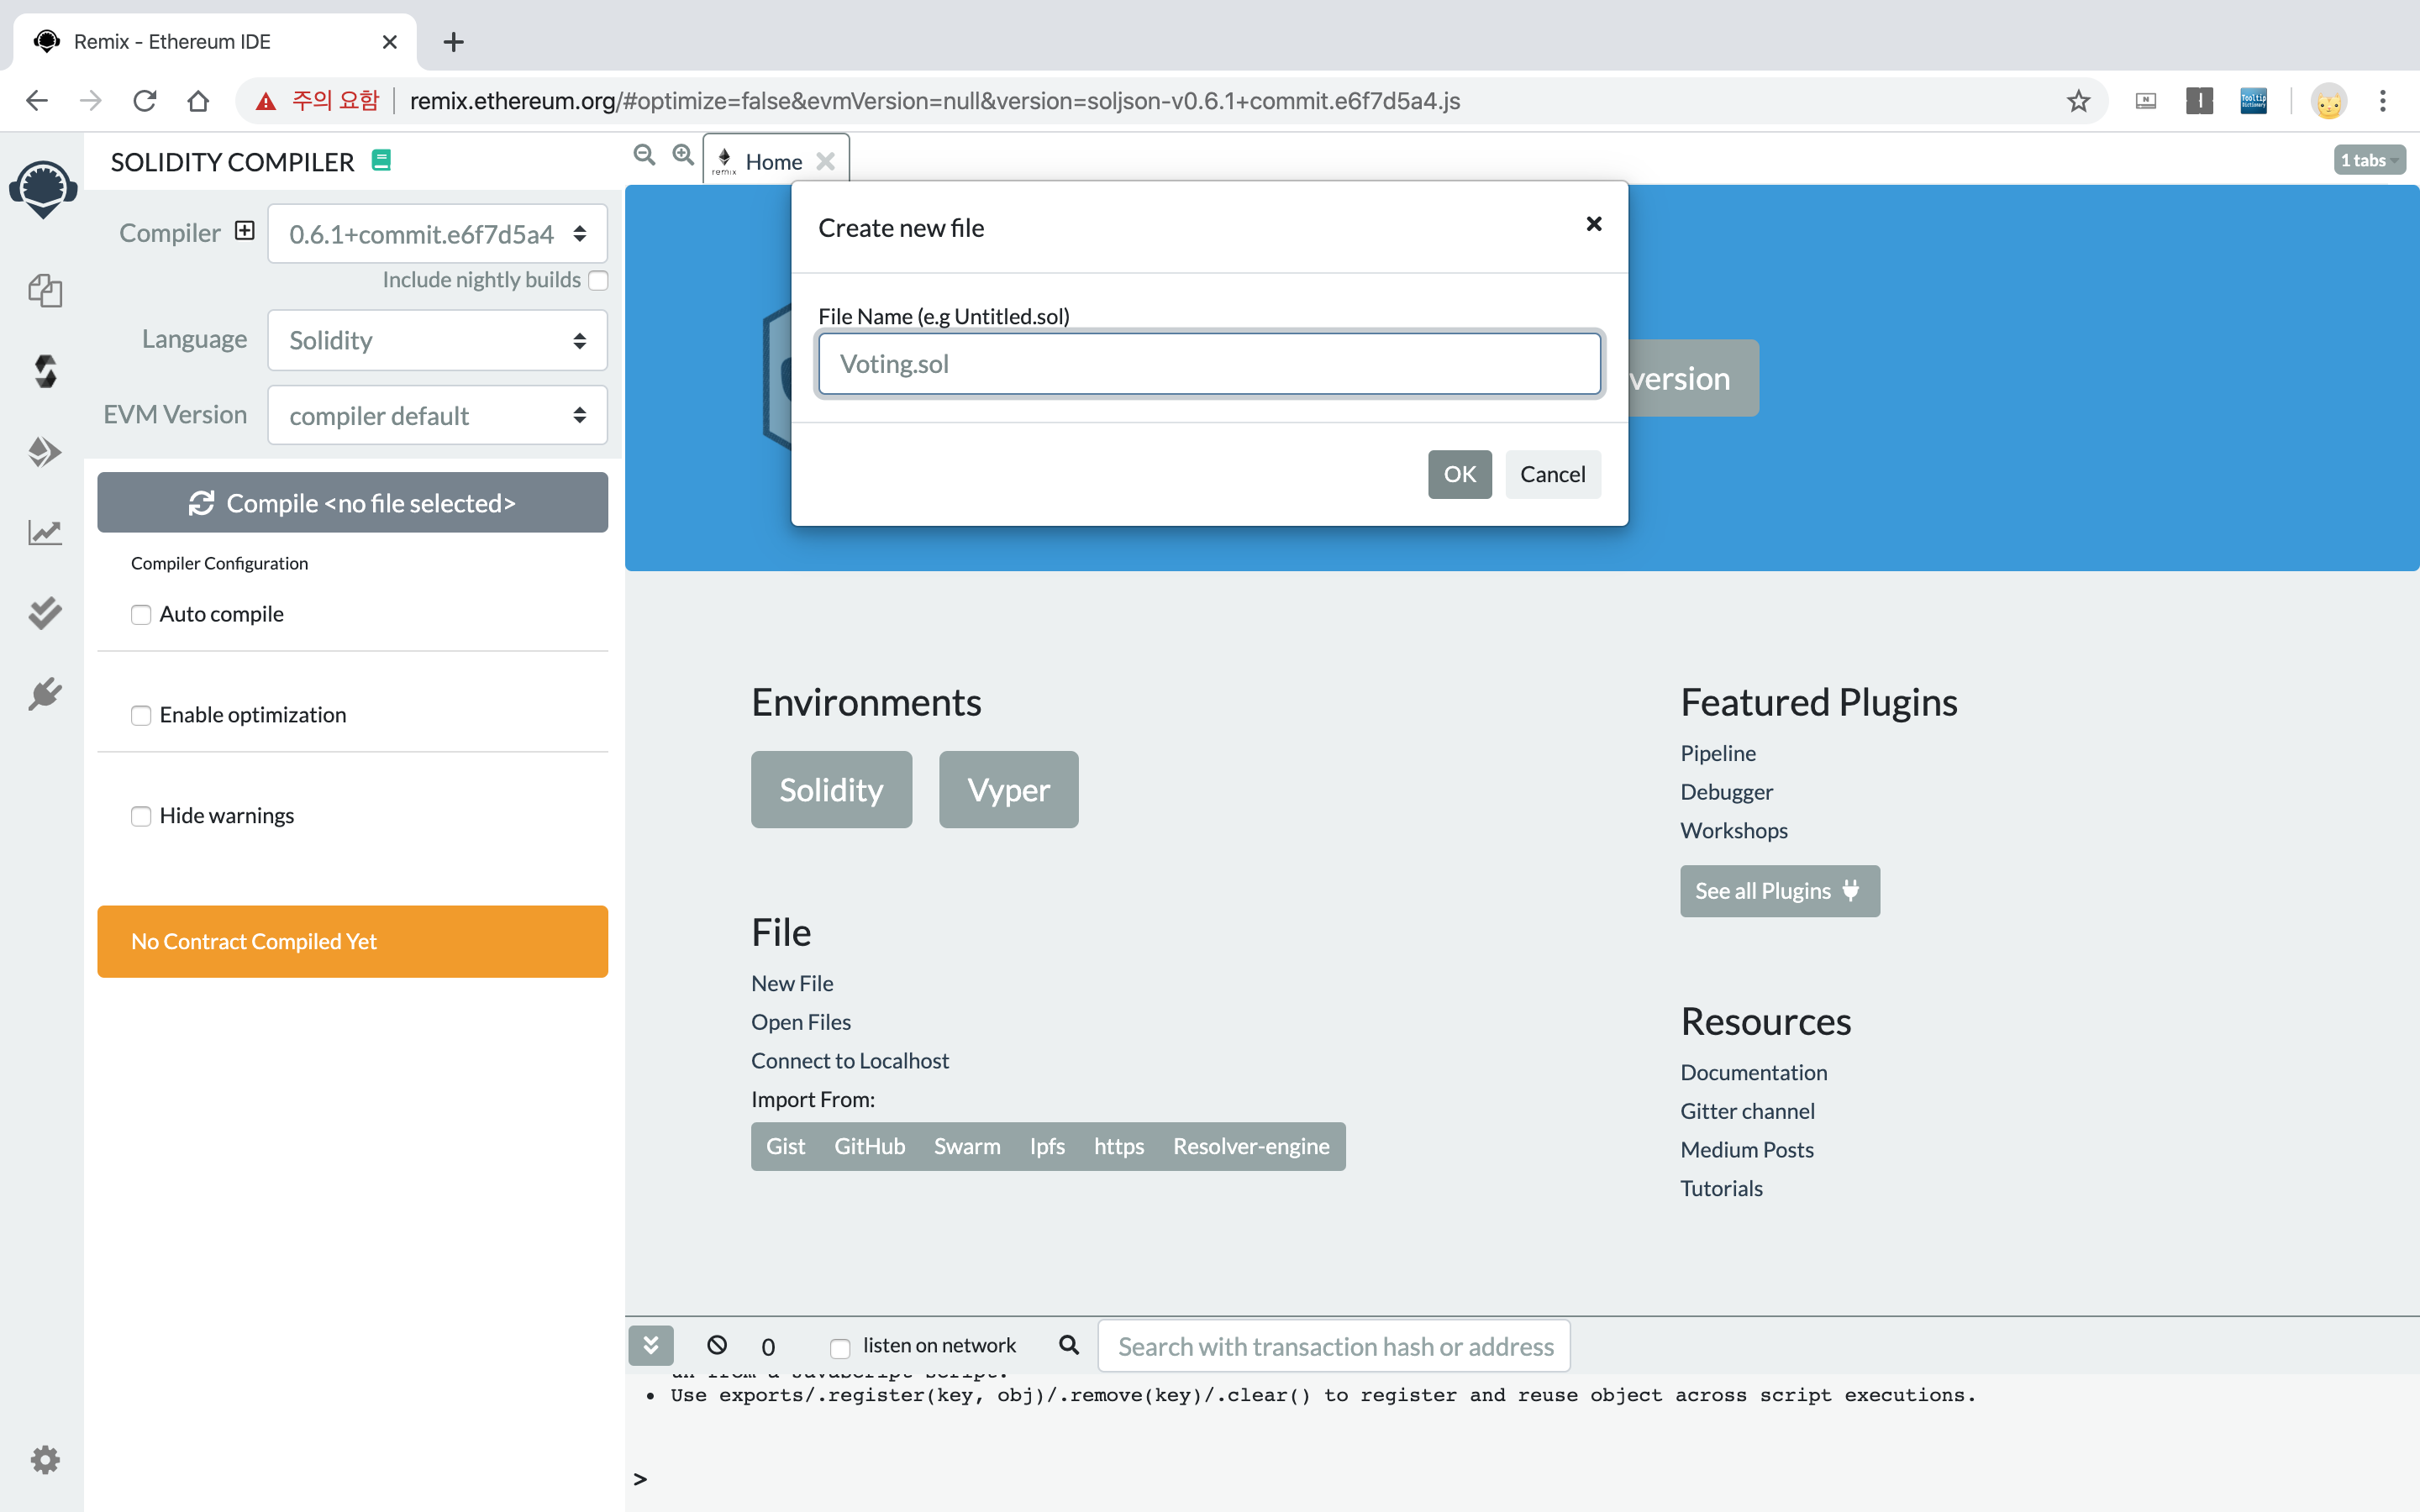 Remix - Ethereum IDE
주의 요함 remix.ethereum.org/#optimize=false&evmVersion=null&version=soljson-v0.6.1+commit.e6f7d5a4.js
SOLIDITY COMPILER
remix
Home
1 tabs
Compiler
0.6.1+commit.e6f7d5a4
Include nightly builds
Language
Solidity
EVM Version
compiler default
Compile <no file selected>
Compiler Configuration
Auto compile
Enable optimization
Hide warnings
No Contract Compiled Yet
Create new file
File Name (e.g Untitled.sol)
Voting.sol
version
OK
Cancel
Environments
Solidity
Vyper
File
New File
Open Files
Connect to Localhost
Import From:
Gist
GitHub
Swarm
Ipfs
https
Resolver-engine
Featured Plugins
Pipeline
Debugger
Workshops
See all Plugins
Resources
Documentation
Gitter channel
Medium Posts
Tutorials
0
listen on network
Search with transaction hash or address
from a JavaScript script.
• Use exports/.register(key, obj)/.remove(key)/.clear() to register and reuse object across script executions.
>